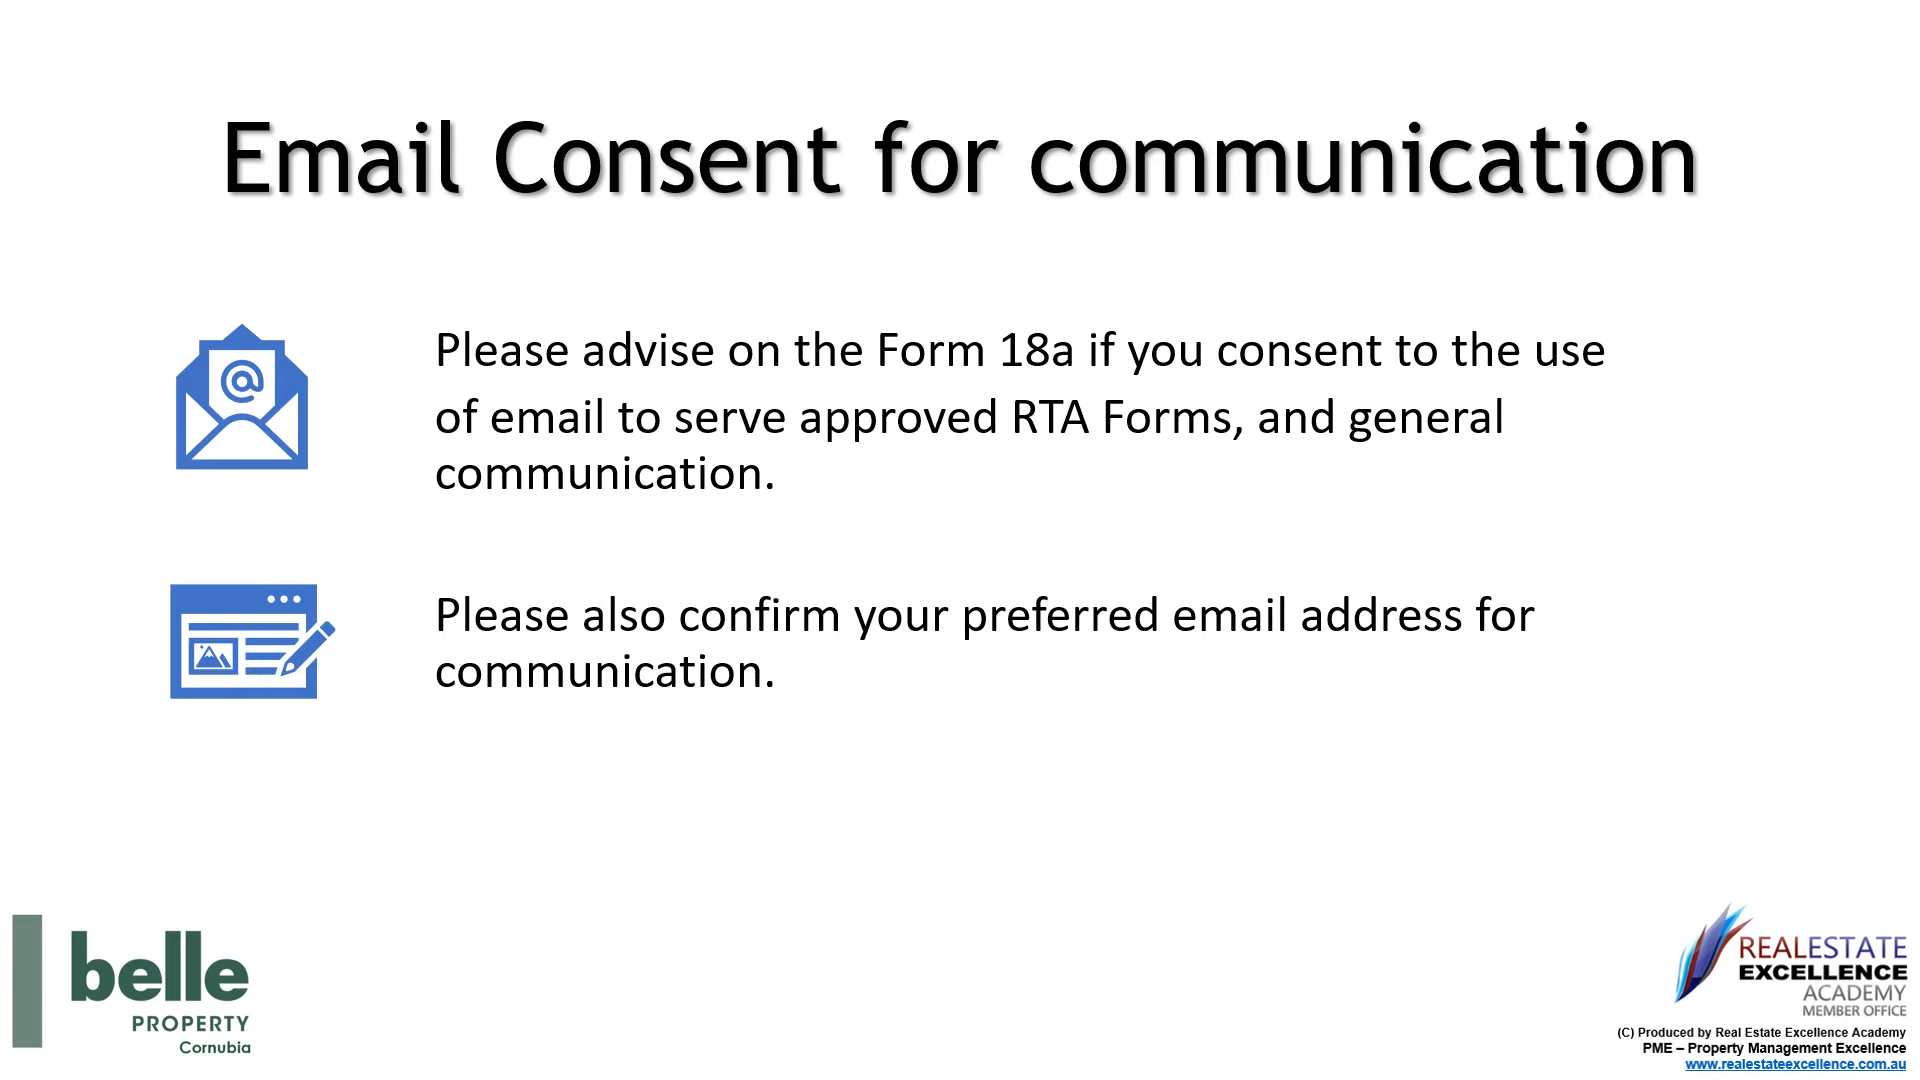 Email Consent for communication
Please advise on the Form 18a if you consent to the use
of email to serve approved RTA Forms, and general
communication.
Please also confirm your preferred email address for
communication.
belle
PROPERTY
Cornubia
REALESTATE
EXCELLENCE
ACADEMY
MEMBER OFFICE
(C) Produced by Real Estate Excellence Academy
PME – Property Management Excellence
www.realestateexcellence.com.au